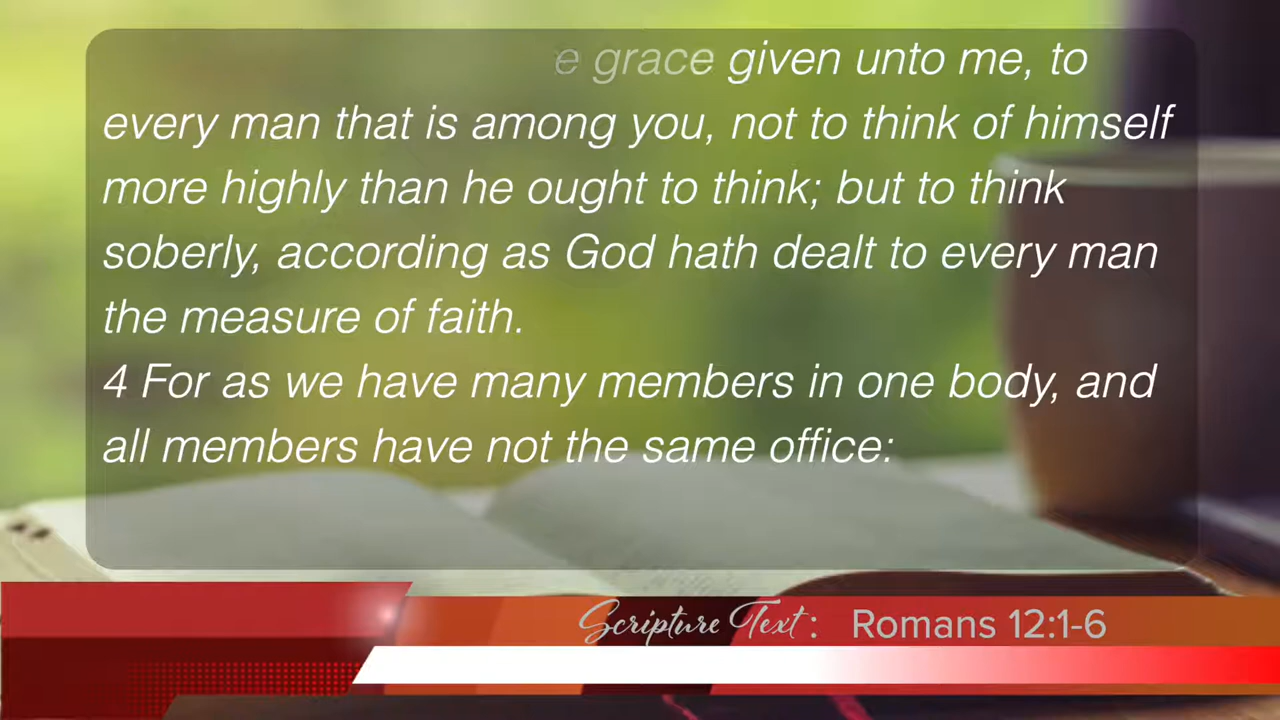 e grace given unto me, to
every man that is among you, not to think of himself
more highly than he ought to think; but to think
soberly, according as God hath dealt to every man
the measure of faith.
4 For as we have many members in one body, and
all members have not the same office:
Scripture Text: Romans 12:1-6